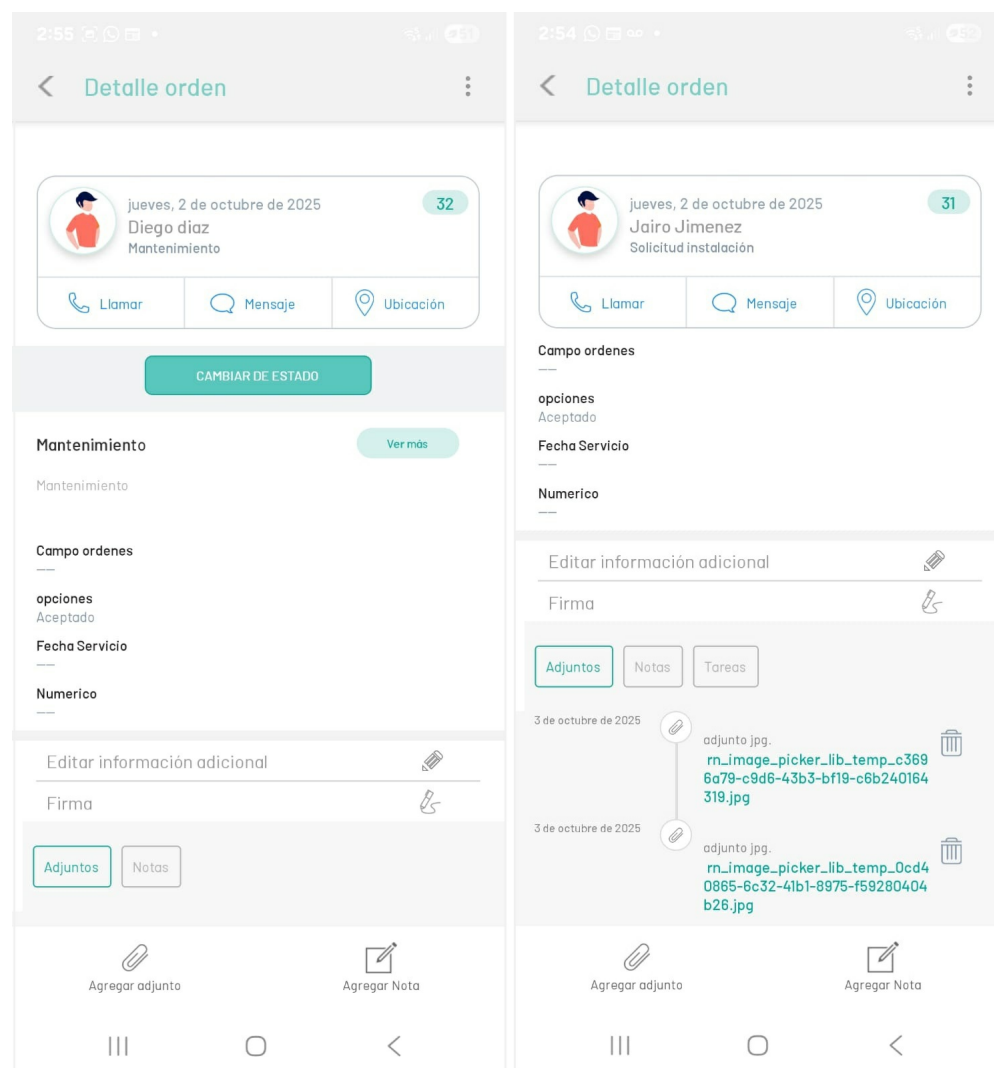 2:55
51
Detalle orden
jueves, 2 de octubre de 2025
32
Diego diaz
Mantenimiento
Llamar
Mensaje
Ubicación
CAMBIAR DE ESTADO
Mantenimiento
Ver más
Mantenimiento
Campo ordenes
——
opciones
Aceptado
Fecha Servicio
——
Numerico
——
Editar información adicional
Firma
Adjuntos
Notas
Agregar adjunto
Agregar Nota
2:54
52
Detalle orden
jueves, 2 de octubre de 2025
31
Jairo Jimenez
Solicitud instalación
Llamar
Mensaje
Ubicación
Campo ordenes
——
opciones
Aceptado
Fecha Servicio
——
Numerico
——
Editar información adicional
Firma
Adjuntos
Notas
Tareas
3 de octubre de 2025
adjunto jpg.
rn_image_picker_lib_temp_c369
6a79-c9d6-43b3-bf19-c6b240164
319.jpg
3 de octubre de 2025
adjunto jpg.
rn_image_picker_lib_temp_0cd4
0865-6c32-41b1-8975-f59280404
b26.jpg
Agregar adjunto
Agregar Nota